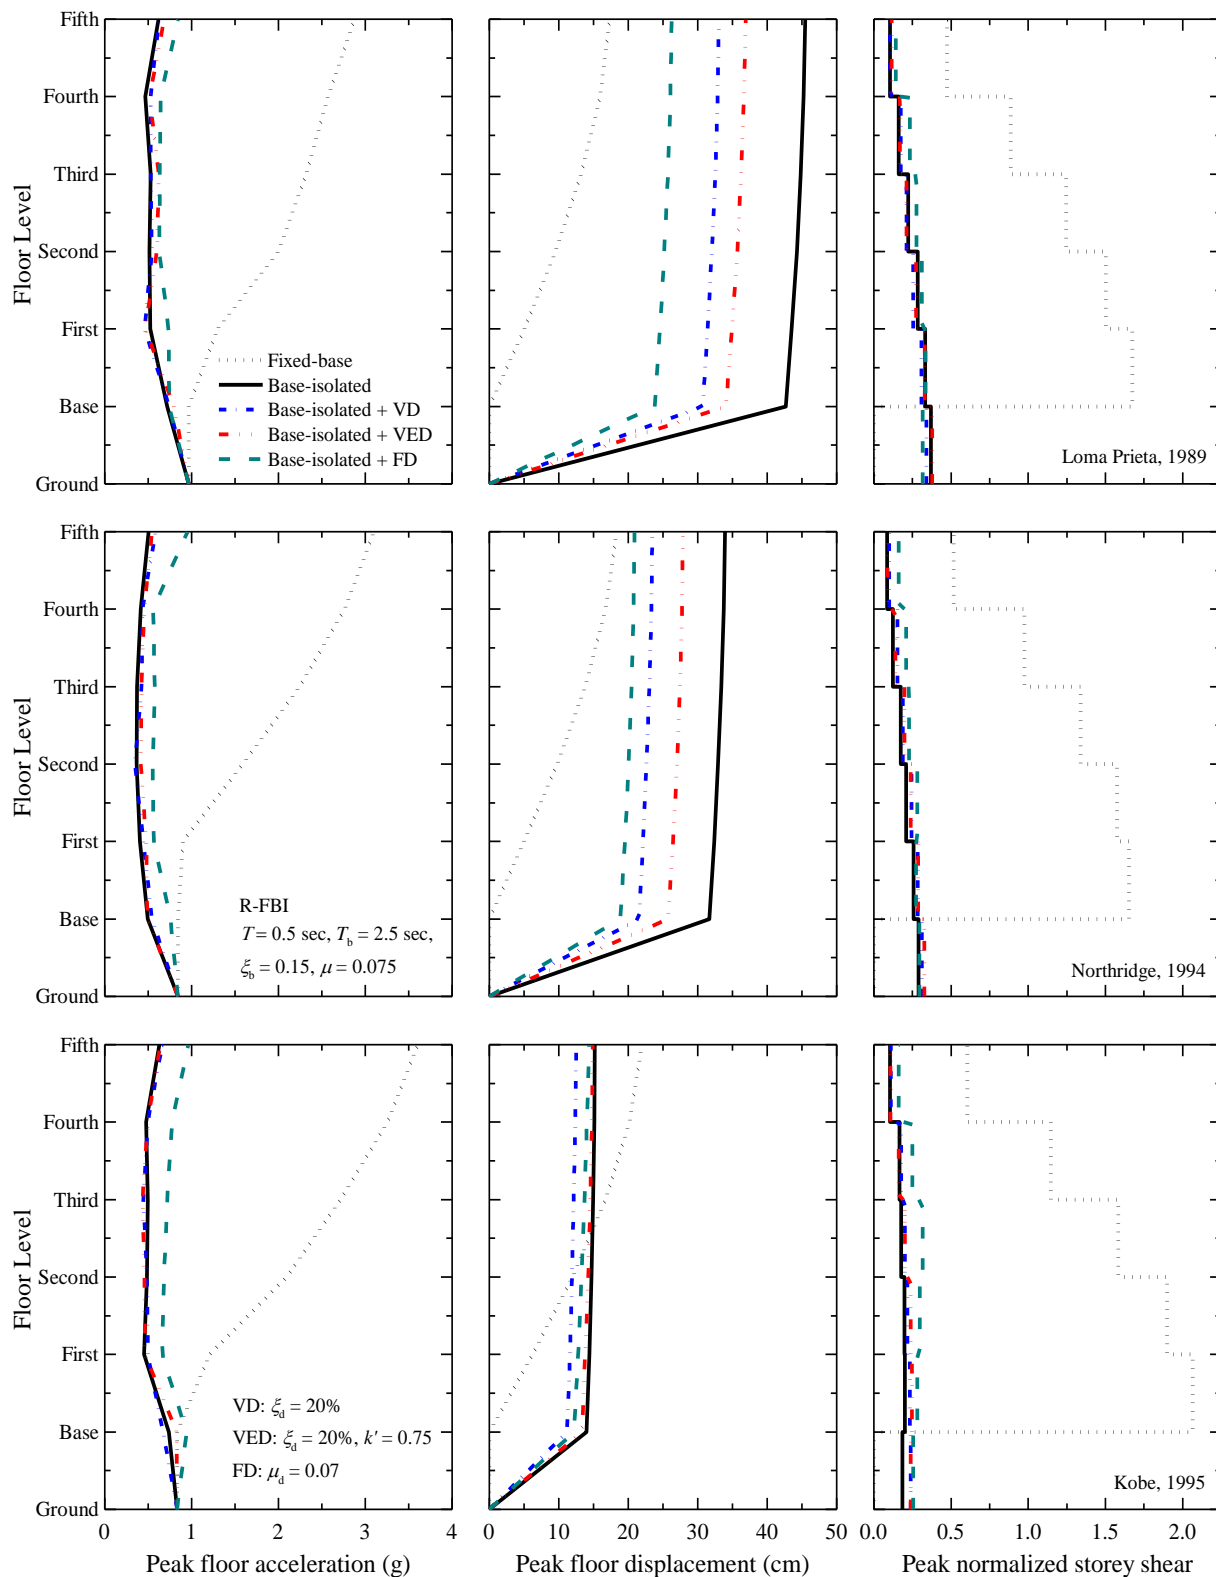 Fifth
Fourth
Third
Second
First
Base
Ground
Floor Level
Fixed-base
Base-isolated
Base-isolated + VD
Base-isolated + VED
Base-isolated + FD
Loma Prieta, 1989
Fifth
Fourth
Third
Second
First
Base
Ground
Floor Level
R-FBI
T = 0.5 sec, T_b = 2.5 sec,
ξ_b = 0.15, μ = 0.075
Northridge, 1994
Fifth
Fourth
Third
Second
First
Base
Ground
Floor Level
VD: ξ_d = 20%
VED: ξ_d = 20%, k' = 0.75
FD: μ_d = 0.07
Kobe, 1995
0 1 2 3 4 0 10 20 30 40 50 0.0 0.5 1.0 1.5 2.0
Peak floor acceleration (g) Peak floor displacement (cm) Peak normalized storey shear